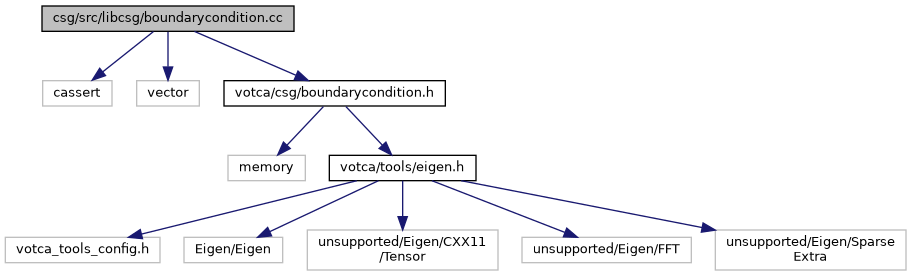 csg/src/libcsg/boundarycondition.cc
cassert
vector
votca/csg/boundarycondition.h
memory
votca/tools/eigen.h
votca_tools_config.h
Eigen/Eigen
unsupported/Eigen/CXX11
/Tensor
unsupported/Eigen/FFT
unsupported/Eigen/Sparse
Extra